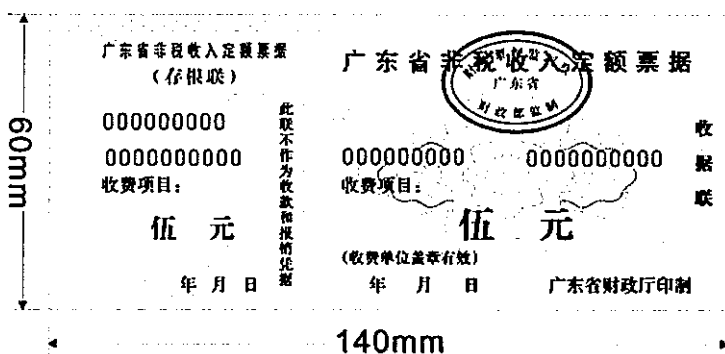 60mm
广东省非税收入定额票据
（存根联）
000000000
0000000000
收费项目：
伍 元
年 月 日
此联不作为收款和报销凭据
广东省非税收入定额票据
广东省
财政部监制
000000000 0000000000
收费项目：
伍 元
(收费单位盖章有效)
年 月 日 广东省财政厅印制
收据联
140mm